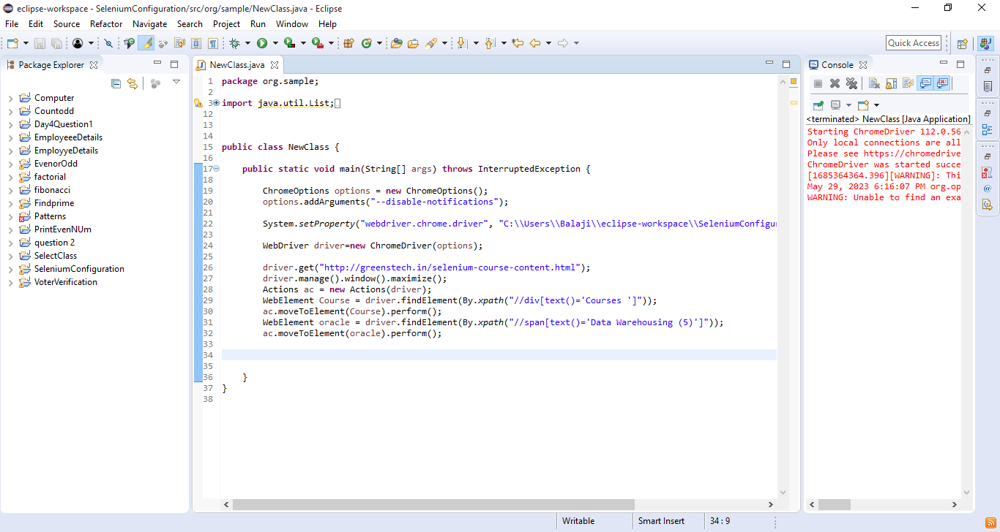 eclipse-workspace - SeleniumConfiguration/src/org/sample/NewClass.java - Eclipse
File Edit Source Refactor Navigate Search Project Run Window Help
Quick Access
Package Explorer
Computer
Countodd
Day4Question1
EmployeeeDetails
EmployyeDetails
EvenorOdd
factorial
fibonacci
Findprime
Patterns
PrintEvenNUm
question 2
SelectClass
SeleniumConfiguration
VoterVerification
NewClass.java
1 package org.sample;
2
3 import java.util.List;
12
13
14
15 public class NewClass {
16
17 public static void main(String[] args) throws InterruptedException {
18
19 ChromeOptions options = new ChromeOptions();
20 options.addArguments("--disable-notifications");
21
22 System.setProperty("webdriver.chrome.driver", "C:\\Users\\Balaji\\eclipse-workspace\\SeleniumConfigur
23
24 WebDriver driver=new ChromeDriver(options);
25
26 driver.get("http://greenstech.in/selenium-course-content.html");
27 driver.manage().window().maximize();
28 Actions ac = new Actions(driver);
29 WebElement Course = driver.findElement(By.xpath("//div[text()='Courses ']"));
30 ac.moveToElement(Course).perform();
31 WebElement oracle = driver.findElement(By.xpath("//span[text()='Data Warehousing (5)']"));
32 ac.moveToElement(oracle).perform();
33
34
35
36 }
37 }
38
Console
<terminated> NewClass [Java Application]
Starting ChromeDriver 112.0.56
Only local connections are all
Please see https://chromedrive
ChromeDriver was started succe
[1685364364.396][WARNING]: Thi
May 29, 2023 6:16:07 PM org.op
WARNING: Unable to find an exa
Writable Smart Insert 34 : 9